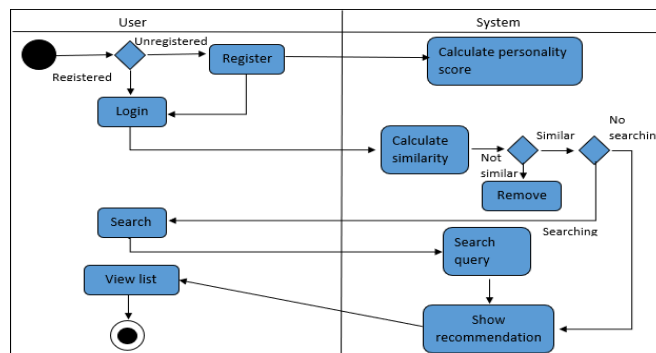 User
System
Unregistered
Registered
Register
Calculate personality
score
Login
Calculate
similarity
Similar
No
searching
Not
similar
Remove
Search
Searching
Search
query
View list
Show
recommendation